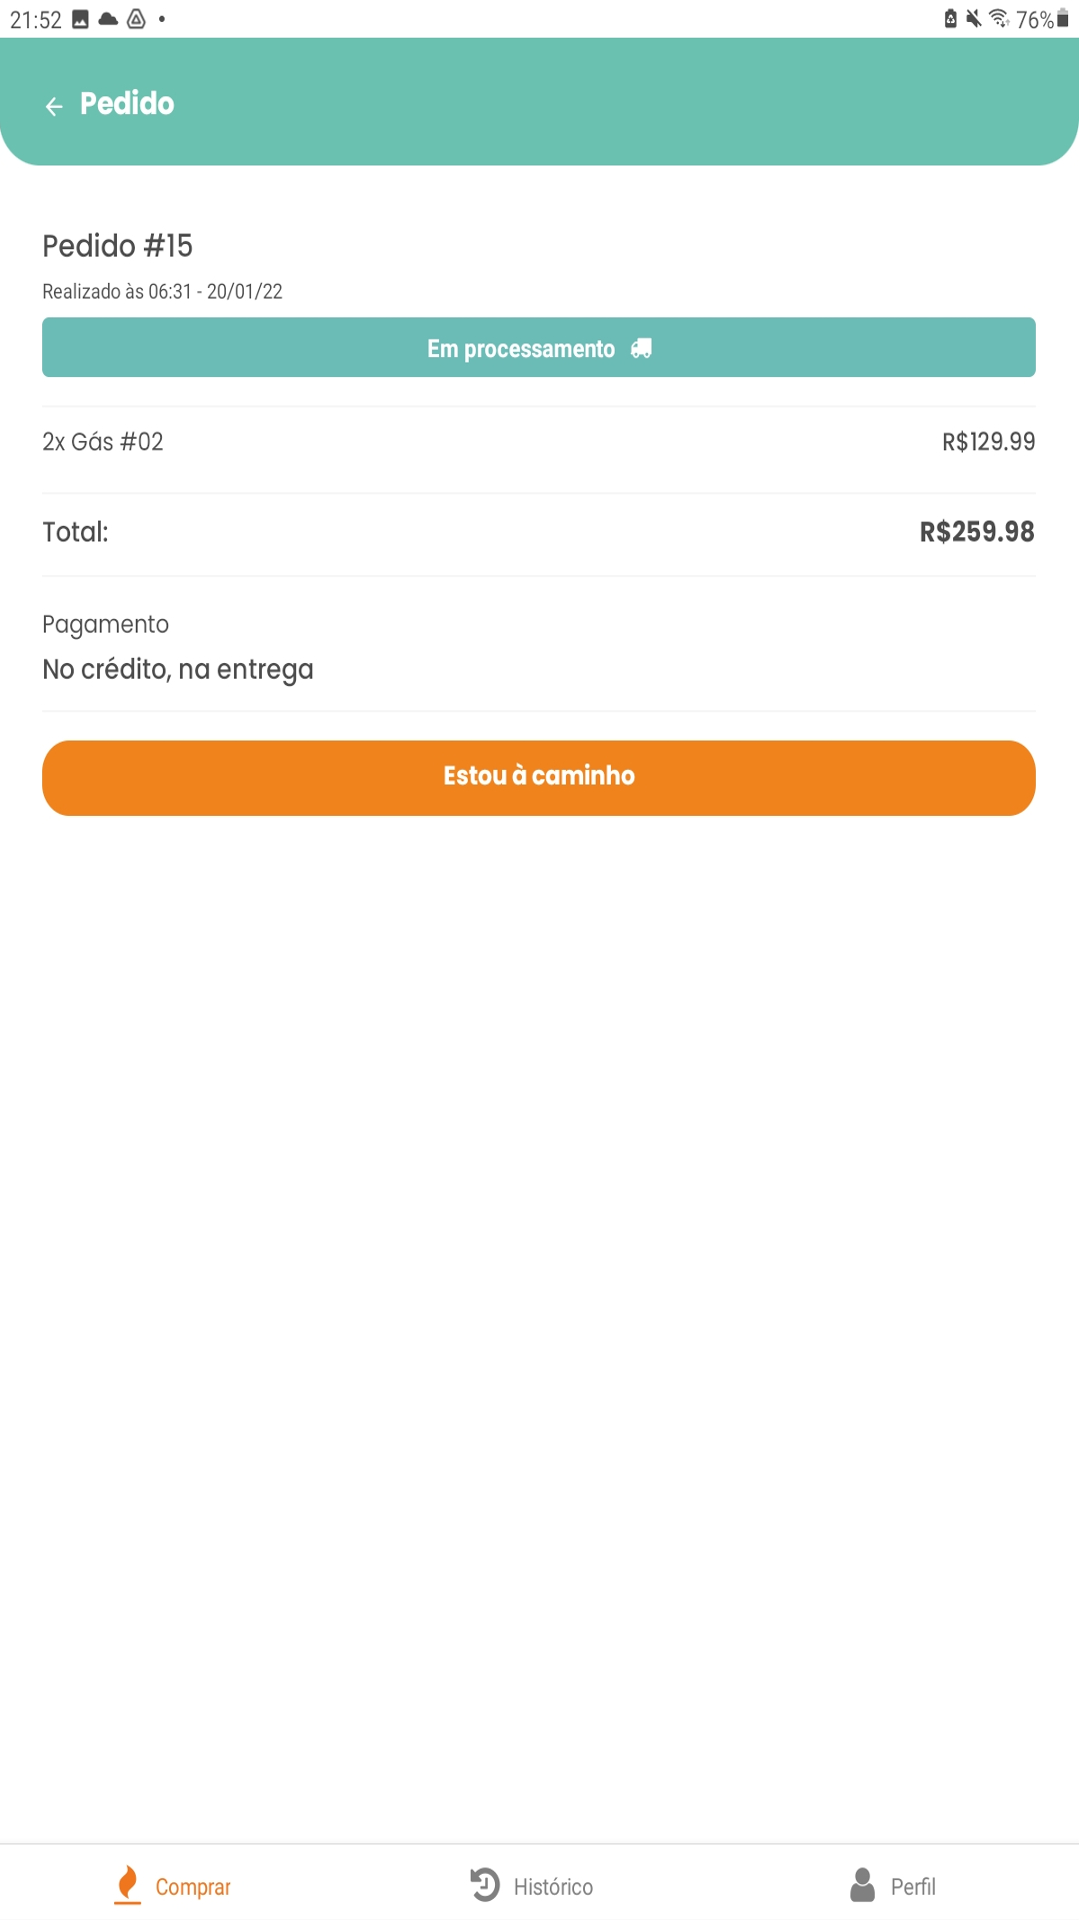 21:52
76%
Pedido
Pedido #15
Realizado às 06:31 - 20/01/22
Em processamento
2x Gás #02 R$129.99
Total: R$259.98
Pagamento
No crédito, na entrega
Estou à caminho
Comprar Histórico Perfil